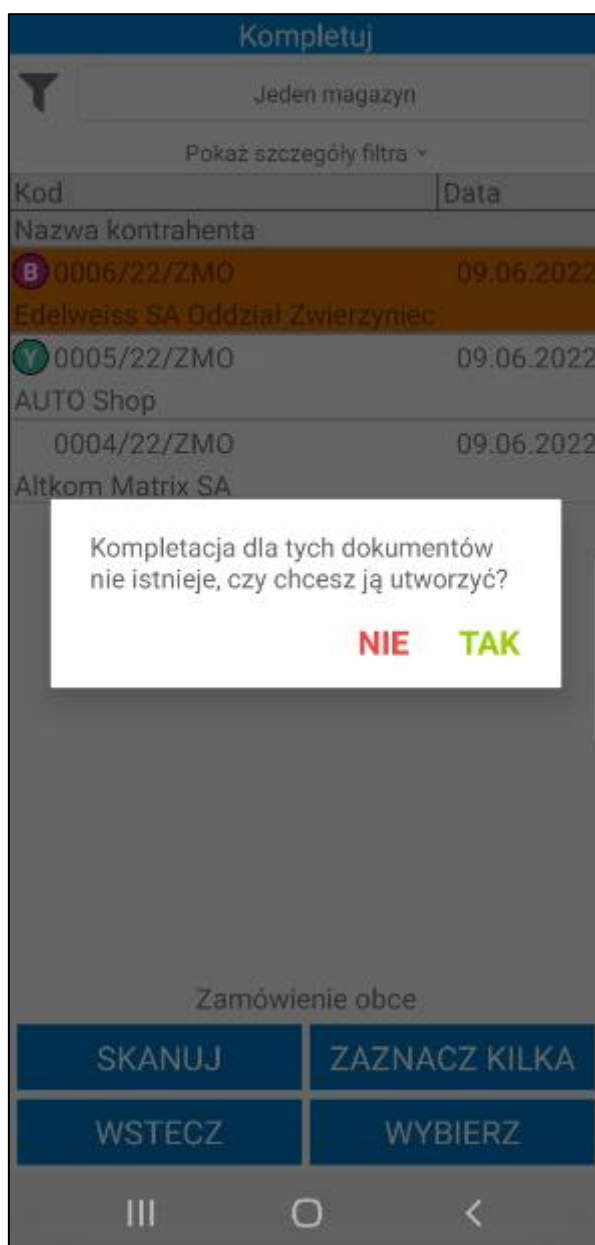 Kompletuj
Jeden magazyn
Pokaż szczegóły filtra
Kod Data
Nazwa kontrahenta
B 0006/22/ZMO 09.06.2022
Edelweiss SA Oddział Zwierzyniec
Y 0005/22/ZMO 09.06.2022
AUTO Shop
0004/22/ZMO 09.06.2022
Altkom Matrix SA
Kompletacja dla tych dokumentów
nie istnieje, czy chcesz ją utworzyć?
NIE TAK
Zamówienie obce
SKANUJ ZAZNACZ KILKA
WSTECZ WYBIERZ